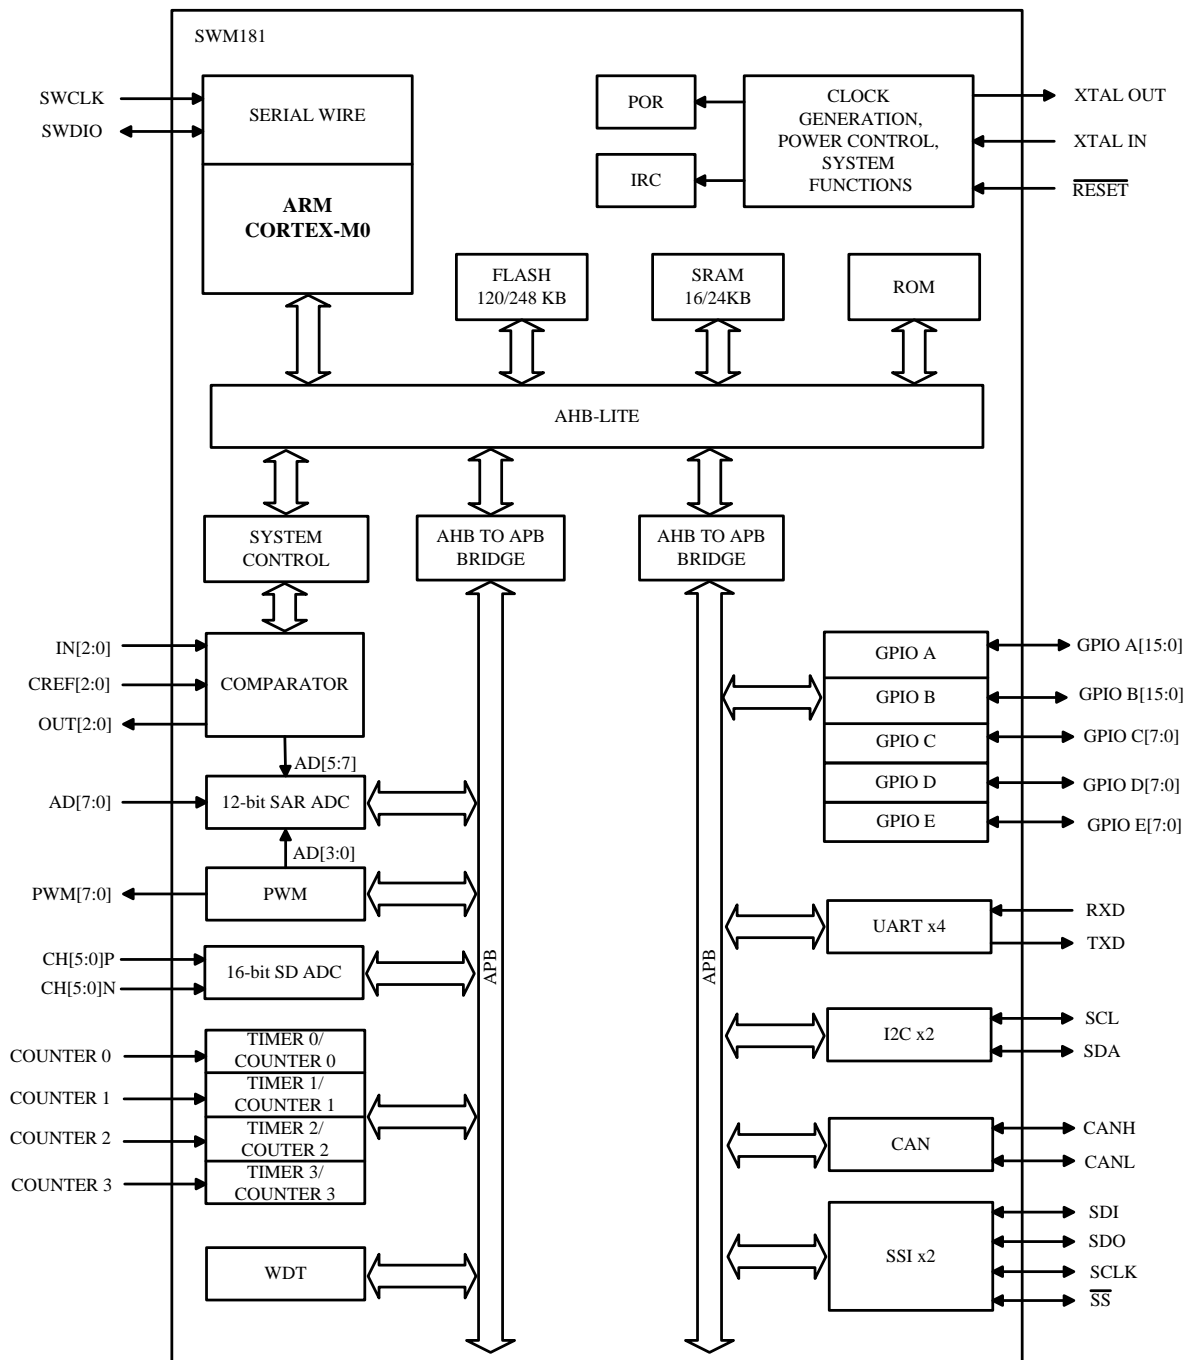 SWM181
SWCLK
SWDIO
SERIAL WIRE
ARM
CORTEX-M0
POR
IRC
CLOCK
GENERATION,
POWER CONTROL,
SYSTEM
FUNCTIONS
XTAL OUT
XTAL IN
RESET
FLASH
120/248 KB
SRAM
16/24KB
ROM
AHB-LITE
SYSTEM
CONTROL
AHB TO APB
BRIDGE
AHB TO APB
BRIDGE
IN[2:0]
CREF[2:0]
OUT[2:0]
COMPARATOR
AD[5:7]
AD[7:0]
12-bit SAR ADC
AD[3:0]
PWM[7:0]
PWM
CH[5:0]P
CH[5:0]N
16-bit SD ADC
COUNTER 0
COUNTER 1
COUNTER 2
COUNTER 3
TIMER 0/
COUNTER 0
TIMER 1/
COUNTER 1
TIMER 2/
COUTER 2
TIMER 3/
COUNTER 3
WDT
APB
APB
GPIO A
GPIO B
GPIO C
GPIO D
GPIO E
GPIO A[15:0]
GPIO B[15:0]
GPIO C[7:0]
GPIO D[7:0]
GPIO E[7:0]
UART x4
RXD
TXD
I2C x2
SCL
SDA
CAN
CANH
CANL
SSI x2
SDI
SDO
SCLK
SS